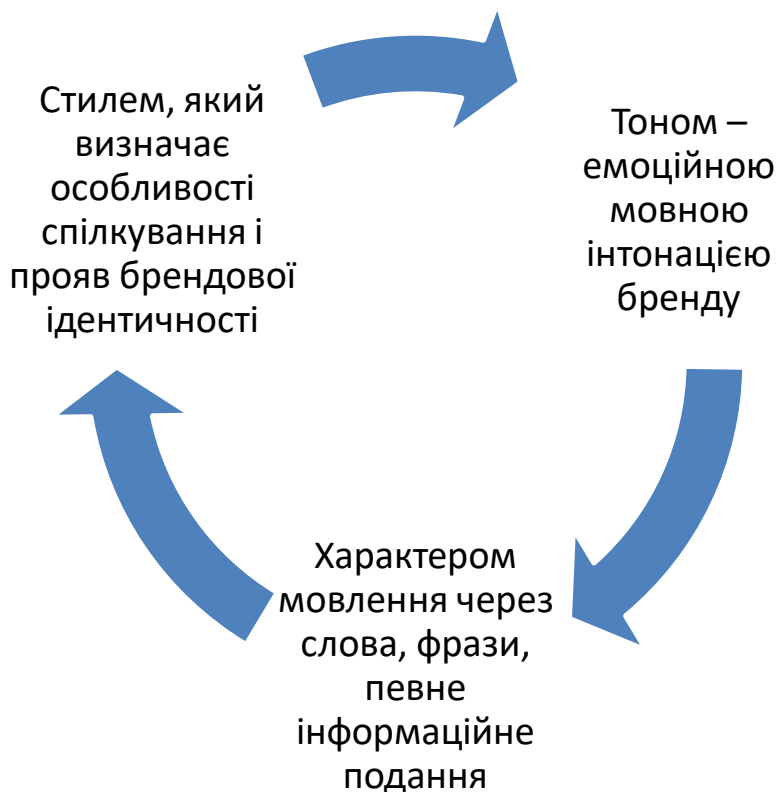 Стилем, який
визначає
особливості
спілкування і
прояв брендової
ідентичності
Тоном –
емоційною
мовною
інтонацією
бренду
Характером
мовлення через
слова, фрази,
певне
інформаційне
подання